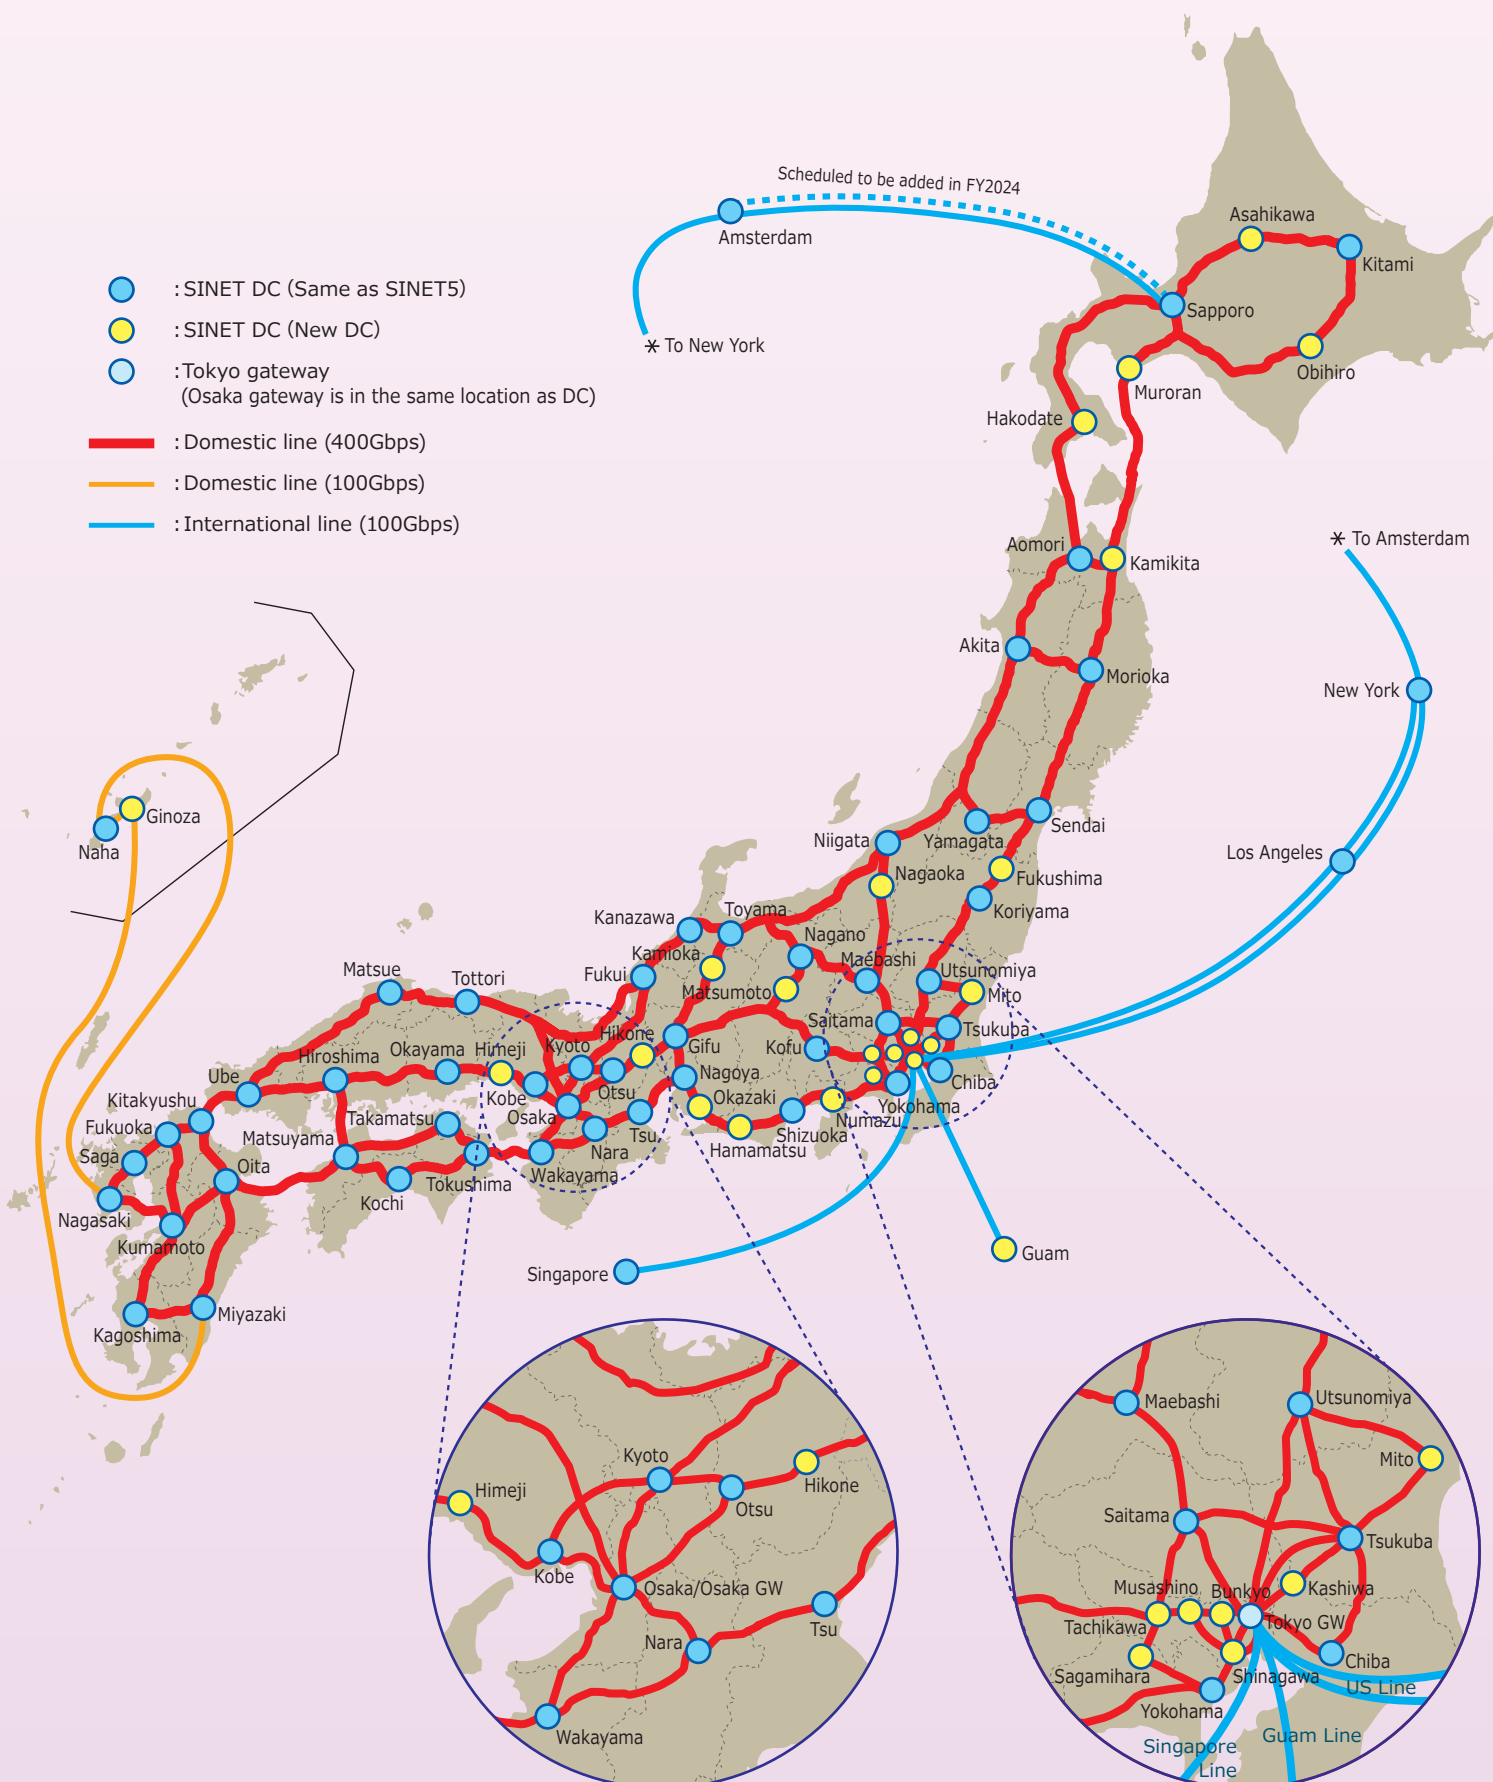 Scheduled to be added in FY2024
Amsterdam
* To New York
: SINET DC (Same as SINET5)
: SINET DC (New DC)
: Tokyo gateway
(Osaka gateway is in the same location as DC)
: Domestic line (400Gbps)
: Domestic line (100Gbps)
: International line (100Gbps)
Asahikawa
Kitami
Sapporo
Obihiro
Muroran
Hakodate
Aomori
Kamikita
* To Amsterdam
Akita
Morioka
New York
Ginoza
Naha
Niigata
Yamagata
Sendai
Los Angeles
Nagaoka
Fukushima
Koriyama
Kanazawa
Toyama
Nagano
Kamioka
Maebashi
Utsunomiya
Fukui
Matsumoto
Mito
Matsue
Tottori
Saitama
Tsukuba
Hikone
Kyoto
Gifu
Kofu
Hiroshima
Okayama
Himeji
Ube
Nagoya
Chiba
Kobe
Otsu
Okazaki
Yokohama
Kitakyushu
Osaka
Numazu
Fukuoka
Takamatsu
Tsu
Shizuoka
Matsuyama
Nara
Hamamatsu
Saga
Oita
Wakayama
Tokushima
Kochi
Nagasaki
Kumamoto
Guam
Singapore
Miyazaki
Kagoshima
Kyoto
Hikone
Himeji
Otsu
Kobe
Osaka/Osaka GW
Nara
Tsu
Wakayama
Maebashi
Utsunomiya
Mito
Saitama
Tsukuba
Musashino
Bunkyo
Kashiwa
Tachikawa
Tokyo GW
Sagamihara
Shinagawa
Chiba
US Line
Yokohama
Guam Line
Singapore
Line